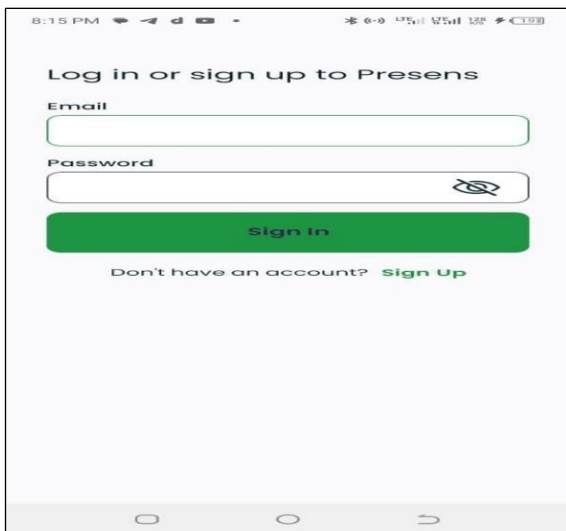 8:15 PM
Log in or sign up to Presens
Email
Password
Sign In
Don't have an account? Sign Up